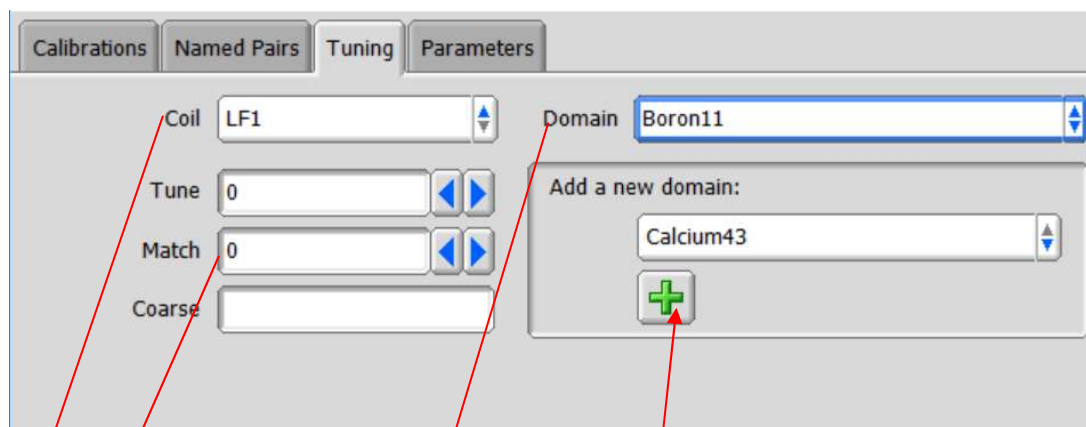 Calibrations Named Pairs Tuning Parameters
Coil LF1 Domain Boron11
Tune 0 Add a new domain:
Calcium43
Match 0
Coarse